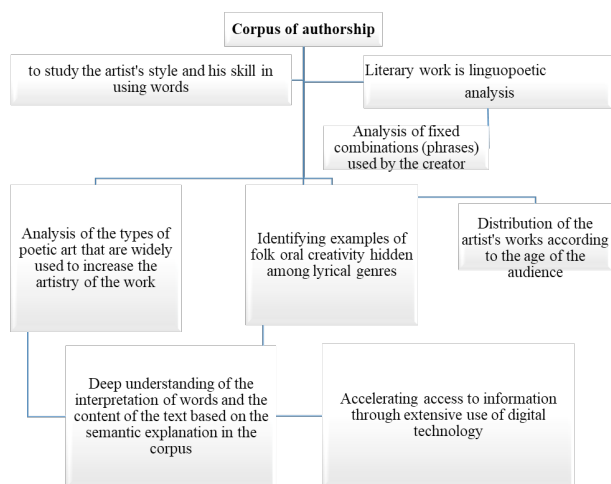 Corpus of authorship
to study the artist's style and his skill in
using words
Literary work is linguopoetic
analysis
Analysis of fixed
combinations (phrases)
used by the creator
Analysis of the types of
poetic art that are widely
used to increase the
artistry of the work
Identifying examples of
folk oral creativity hidden
among lyrical genres
Distribution of the
artist's works according
to the age of the
audience
Deep understanding of the
interpretation of words and the
content of the text based on the
semantic explanation in the
corpus
Accelerating access to information
through extensive use of digital
technology